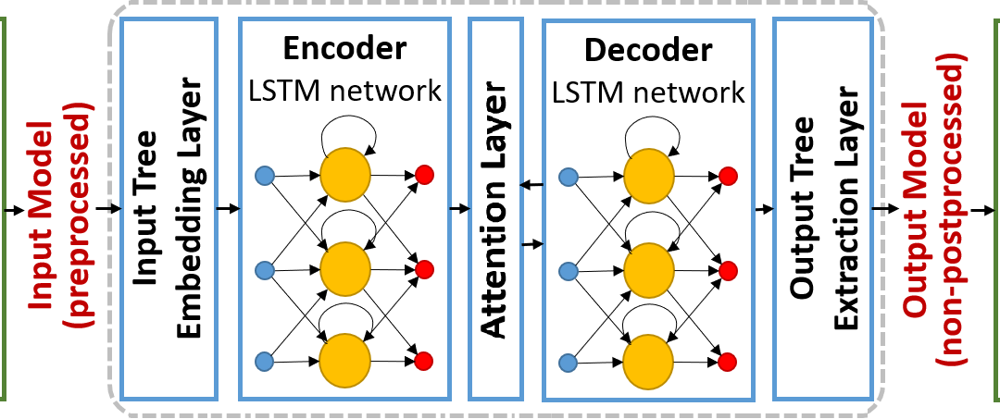 Input Model
(preprocessed)
Input Tree
Embedding Layer
Encoder
LSTM network
Attention Layer
Decoder
LSTM network
Output Tree
Extraction Layer
Output Model
(non-postprocessed)